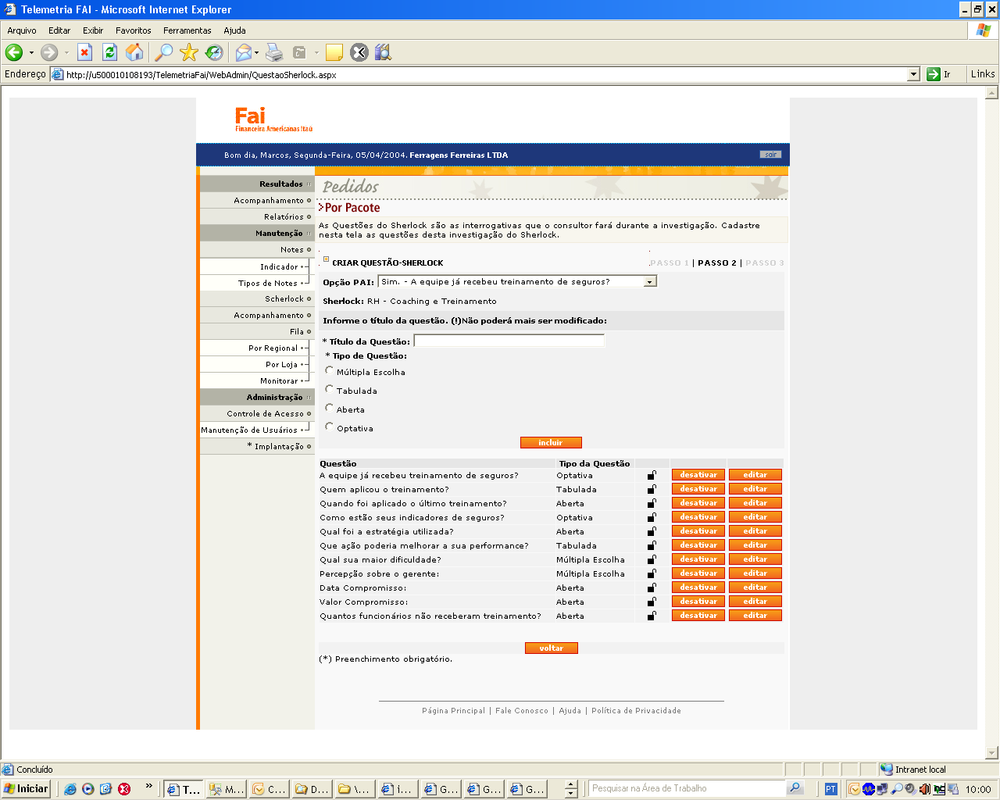 Telemetria FAI - Microsoft Internet Explorer
Arquivo Editar Exibir Favoritos Ferramentas Ajuda
Endereço http://u500010108193/TelemetriaFai/WebAdmin/QuestaoSherlock.aspx Ir Links
Fai
Financeira Americanas Itaú
Bom dia, Marcos, Segunda-Feira, 05/04/2004. Ferragens Ferreiras LTDA sair
Resultados
Acompanhamento
Relatórios
Manutenção
Notes
Indicador
Tipos de Notes
Scherlock
Acompanhamento
Fila
Por Regional
Por Loja
Monitorar
Administração
Controle de Acesso
Manutenção de Usuários
* Implantação
Pedidos
Por Pacote
As Questões do Sherlock são as interrogativas que o consultor fará durante a investigação. Cadastre
nesta tela as questões desta investigação do Sherlock.
CRIAR QUESTÃO-SHERLOCK PASSO 1 | PASSO 2 | PASSO 3
Opção PAI: Sim. - A equipe já recebeu treinamento de seguros?
Sherlock: RH - Coaching e Treinamento
Informe o título da questão. (!)Não poderá mais ser modificado:
* Título da Questão:
* Tipo de Questão:
Múltipla Escolha
Tabulada
Aberta
Optativa
incluir
Questão Tipo da Questão
A equipe já recebeu treinamento de seguros? Optativa desativar editar
Quem aplicou o treinamento? Tabulada desativar editar
Quando foi aplicado o último treinamento? Aberta desativar editar
Como estão seus indicadores de seguros? Optativa desativar editar
Qual foi a estratégia utilizada? Aberta desativar editar
Que ação poderia melhorar a sua performance? Tabulada desativar editar
Qual sua maior dificuldade? Múltipla Escolha desativar editar
Percepção sobre o gerente: Múltipla Escolha desativar editar
Data Compromisso: Aberta desativar editar
Valor Compromisso: Aberta desativar editar
Quantos funcionários não receberam treinamento? Aberta desativar editar
voltar
(*) Preenchimento obrigatório.
Página Principal | Fale Conosco | Ajuda | Política de Privacidade
Concluído Intranet local
Iniciar » T... M... C... D... \... i... G... G... G... Pesquisar na Área de Trabalho PT 10:00